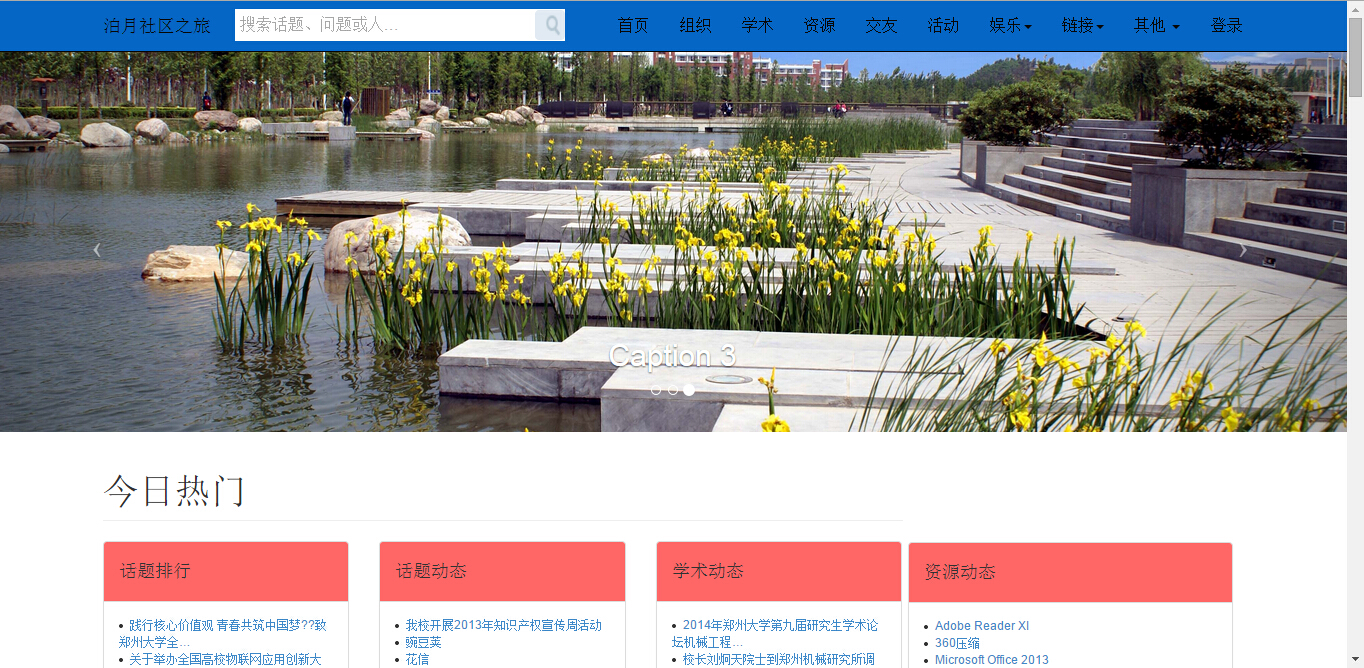 泊月社区之旅 搜索话题、问题或人... 首页 组织 学术 资源 交友 活动 娱乐 链接 其他 登录
Caption 3
今日热门
话题排行
践行核心价值观 青春共筑中国梦??致
郑州大学全...
关于举办全国高校物联网应用创新大
话题动态
我校开展2013年知识产权宣传周活动
豌豆荚
花信
学术动态
2014年郑州大学第九届研究生学术论
坛机械工程...
校长刘炯天院士到郑州机械研究所调
资源动态
Adobe Reader XI
360压缩
Microsoft Office 2013